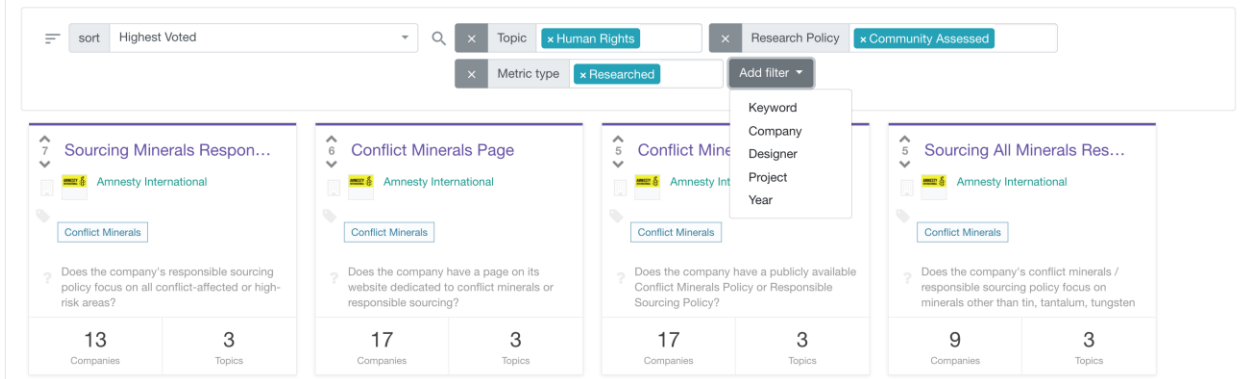 sort Highest Voted
× Topic × Human Rights
× Research Policy × Community Assessed
× Metric type × Researched
Add filter
Keyword
Company
Designer
Project
Year
7
Sourcing Minerals Respon...
Amnesty International
Conflict Minerals
? Does the company's responsible sourcing
policy focus on all conflict-affected or high-
risk areas?
13
Companies
3
Topics
6
Conflict Minerals Page
Amnesty International
Conflict Minerals
? Does the company have a page on its
website dedicated to conflict minerals or
responsible sourcing?
17
Companies
3
Topics
5
Conflict Mine
Amnesty Int
Conflict Minerals
? Does the company have a publicly available
Conflict Minerals Policy or Responsible
Sourcing Policy?
17
Companies
3
Topics
5
Sourcing All Minerals Res...
Amnesty International
Conflict Minerals
? Does the company's conflict minerals /
responsible sourcing policy focus on
minerals other than tin, tantalum, tungsten
9
Companies
3
Topics